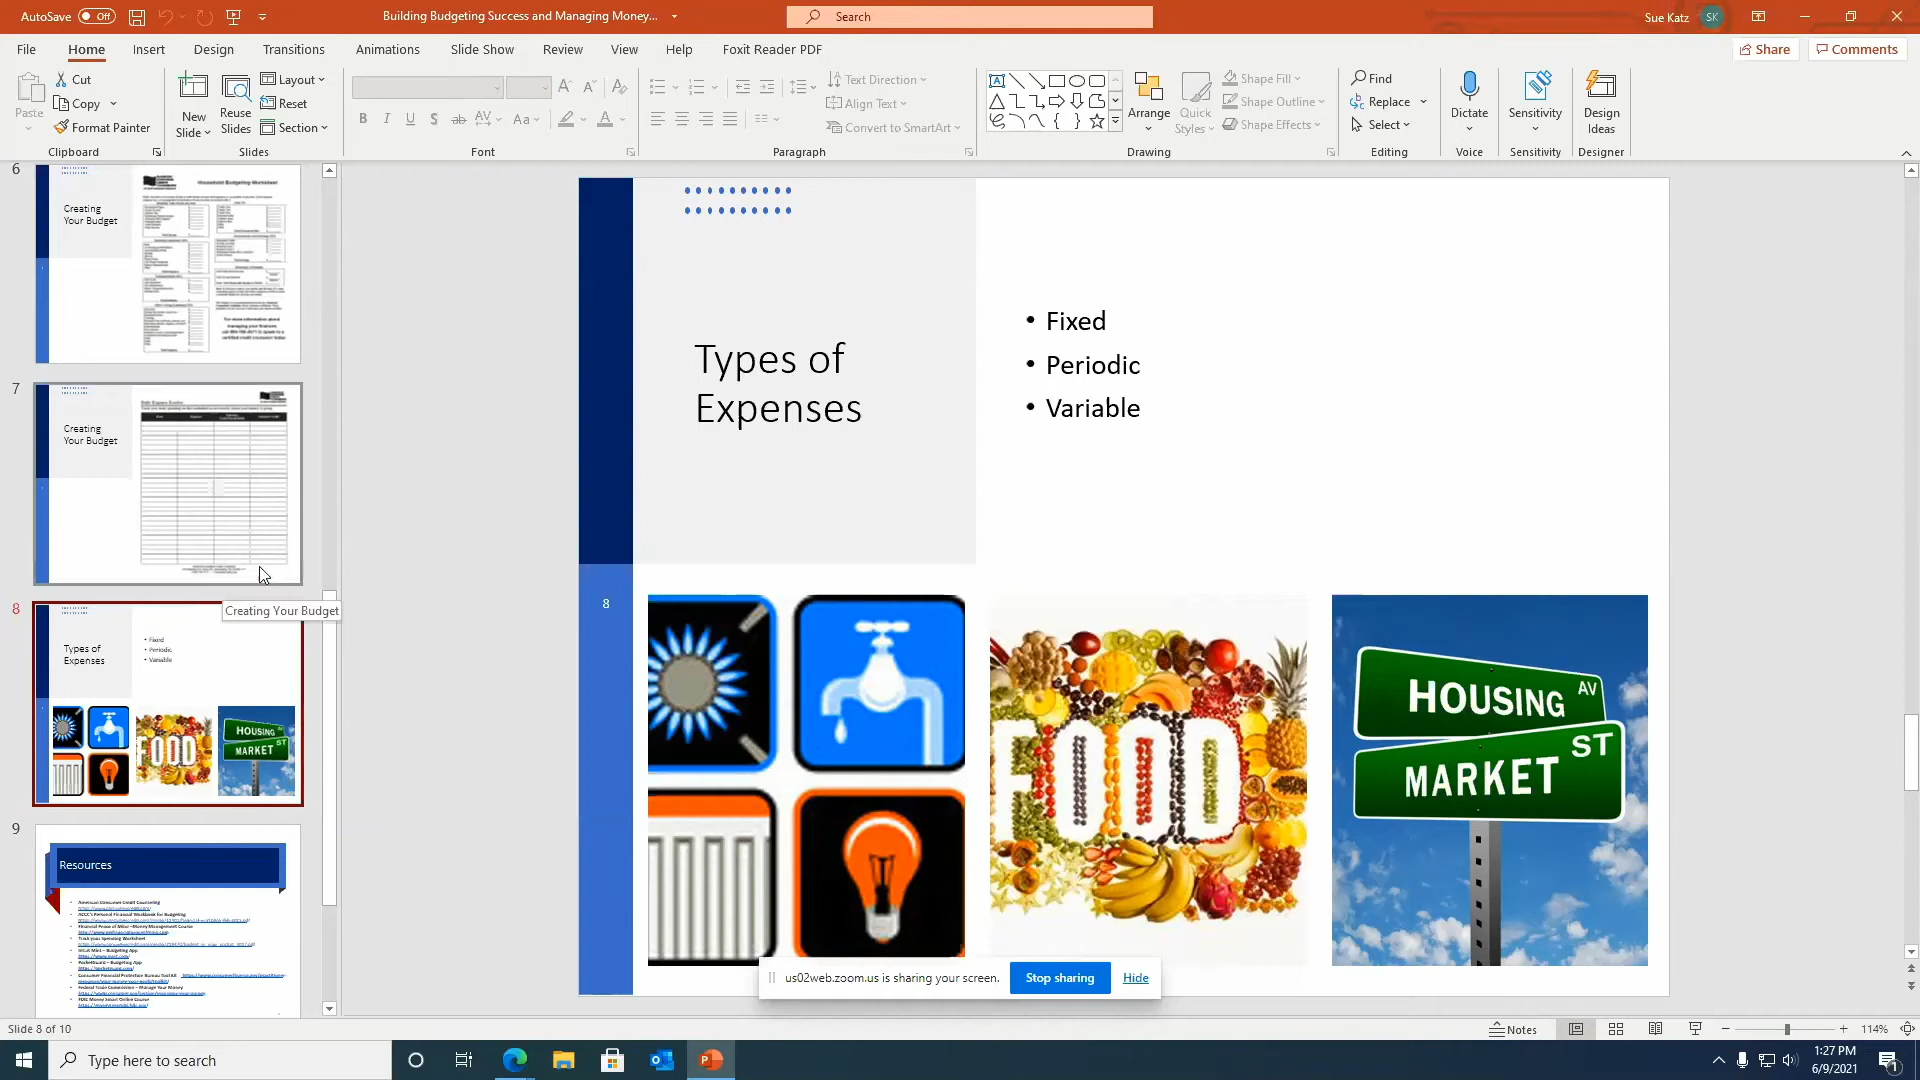 AutoSave Off
Building Budgeting Success and Managing Money...
Search
Sue Katz SK
File Home Insert Design Transitions Animations Slide Show Review View Help Foxit Reader PDF
Share Comments
Paste
Cut
Copy
Format Painter
Clipboard
New
Slide
Reuse
Slides
Layout
Reset
Section
Slides
Font
Text Direction
Align Text
Convert to SmartArt
Paragraph
Arrange
Quick
Styles
Shape Fill
Shape Outline
Shape Effects
Drawing
Find
Replace
Select
Editing
Dictate
Voice
Sensitivity
Sensitivity
Design
Ideas
Designer
6
Creating
Your Budget
Household Budgeting Worksheet
7
Creating
Your Budget
Creating Your Budget
8
Types of
Expenses
• Fixed
• Periodic
• Variable
FOOD
HOUSING AV
MARKET ST
9
Resources
Types of
Expenses
• Fixed
• Periodic
• Variable
8
FOOD
HOUSING AV
MARKET ST
us02web.zoom.us is sharing your screen. Stop sharing Hide
Slide 8 of 10
Notes
114%
Type here to search
1:27 PM
6/9/2021
1